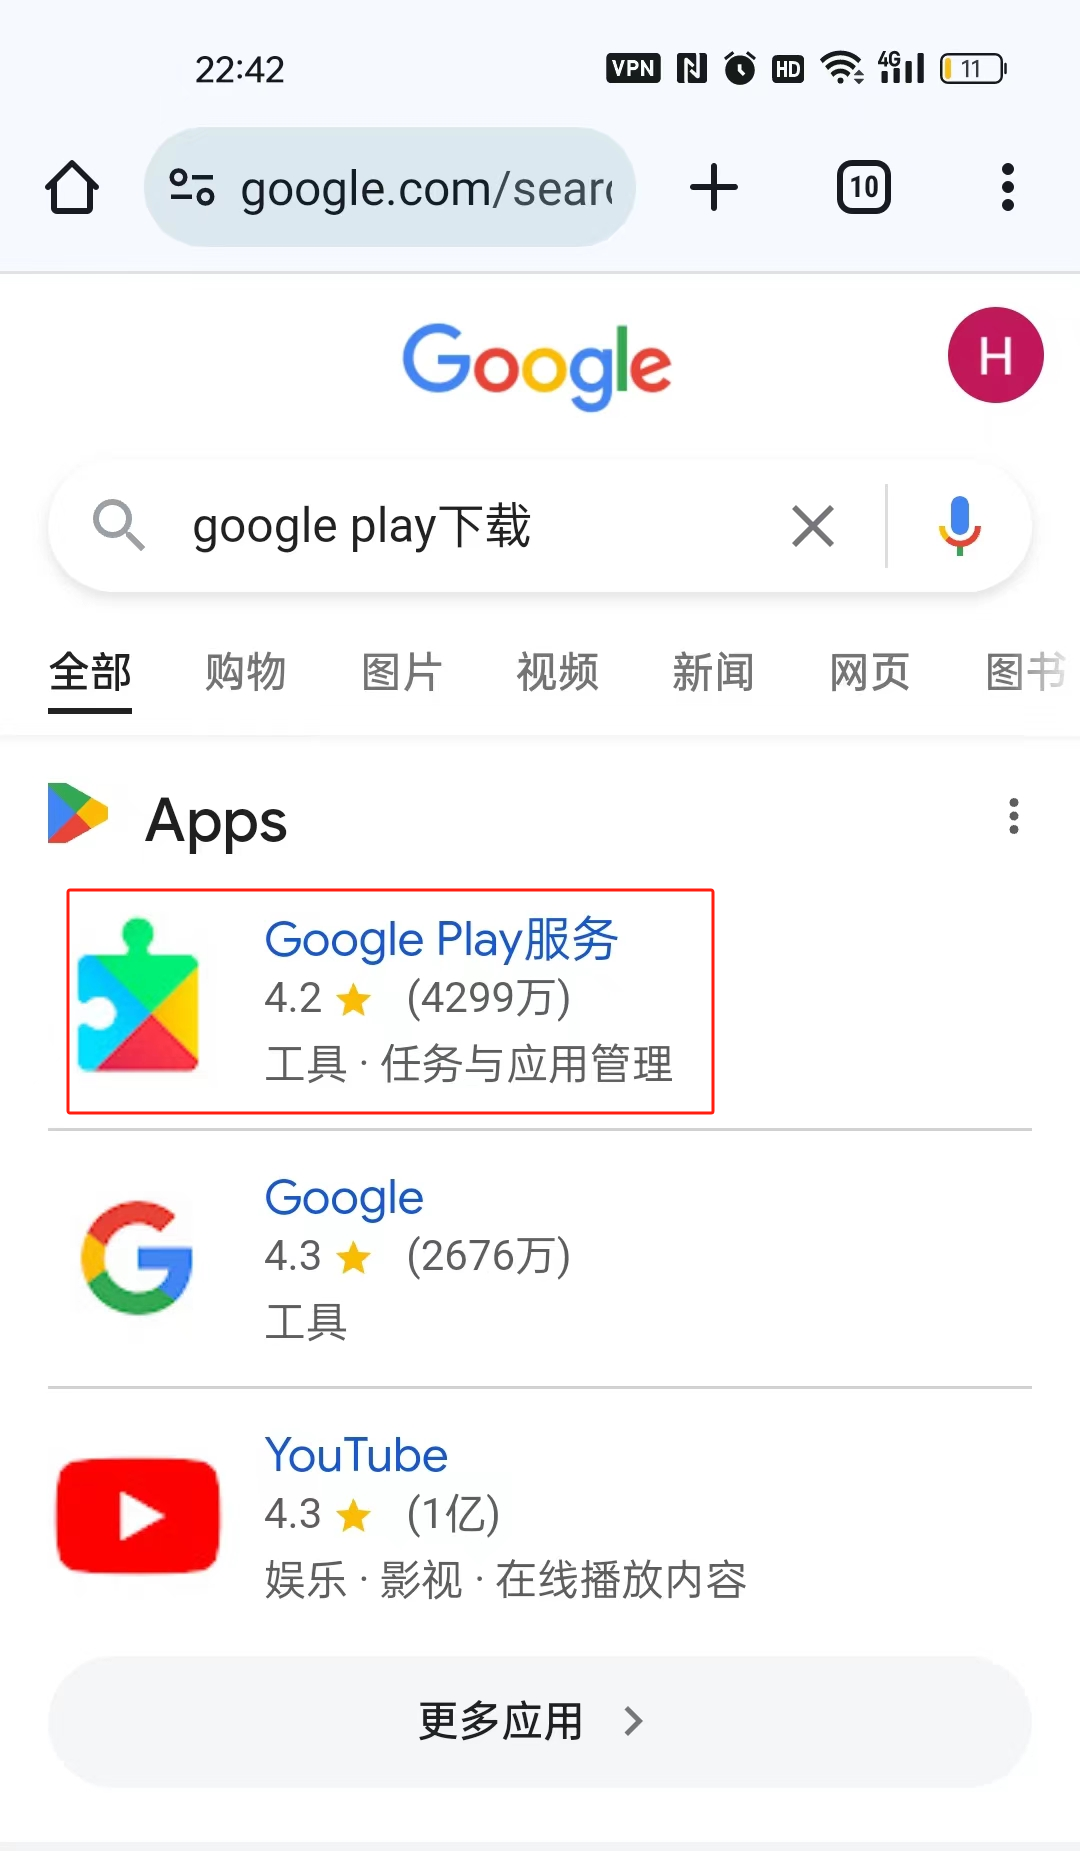 22:42 VPN HD 4G 11
google.com/sear
10
Google
H
google play下载
全部 购物 图片 视频 新闻 网页 图书
Apps
Google Play服务
4.2 ★ (4299万)
工具 · 任务与应用管理
Google
4.3 ★ (2676万)
工具
YouTube
4.3 ★ (1亿)
娱乐 · 影视 · 在线播放内容
更多应用 >